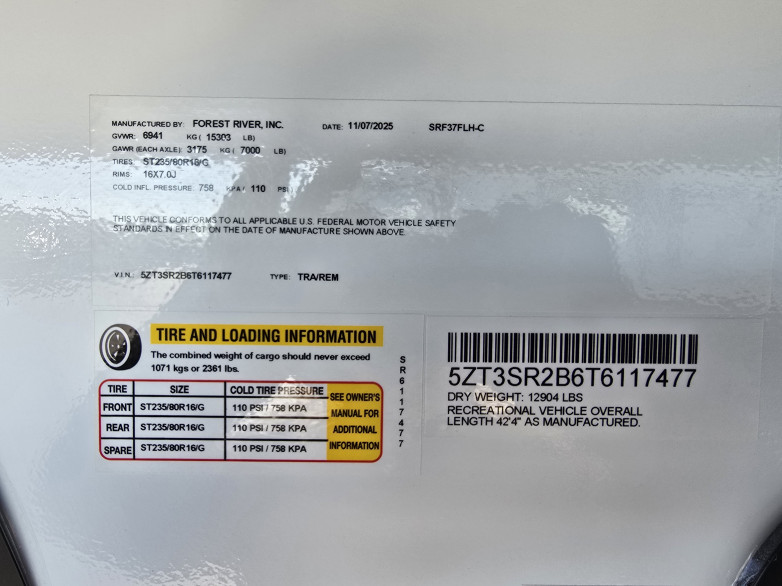 MANUFACTURED BY: FOREST RIVER, INC. DATE: 11/07/2025 SRF37FLH-C
GVWR: 6941 KG ( 15303 LB)
GAWR (EACH AXLE): 3175 KG ( 7000 LB)
TIRES: ST235/80R16/G
RIMS: 16X7.0J
COLD INFL. PRESSURE: 758 KPA / 110 PSI
THIS VEHICLE CONFORMS TO ALL APPLICABLE U.S. FEDERAL MOTOR VEHICLE SAFETY
STANDARDS IN EFFECT ON THE DATE OF MANUFACTURE SHOWN ABOVE.
V.I.N.: 5ZT3SR2B6T6117477 TYPE: TRA/REM
TIRE AND LOADING INFORMATION
The combined weight of cargo should never exceed
1071 kgs or 2361 lbs.
TIRE SIZE COLD TIRE PRESSURE
FRONT ST235/80R16/G 110 PSI / 758 KPA
REAR ST235/80R16/G 110 PSI / 758 KPA
SPARE ST235/80R16/G 110 PSI / 758 KPA
SEE OWNER'S
MANUAL FOR
ADDITIONAL
INFORMATION
SR6117477
5ZT3SR2B6T6117477
DRY WEIGHT: 12904 LBS
RECREATIONAL VEHICLE OVERALL
LENGTH 42'4" AS MANUFACTURED.